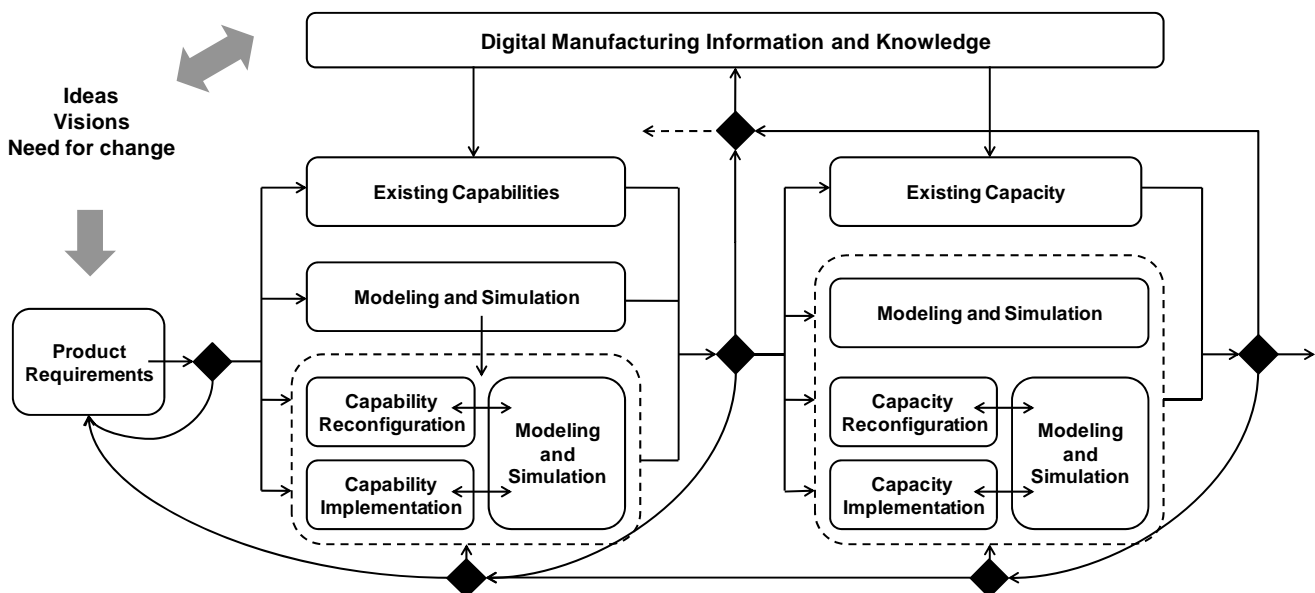 Digital Manufacturing Information and Knowledge
Ideas
Visions
Need for change
Existing Capabilities
Existing Capacity
Modeling and Simulation
Modeling and Simulation
Product
Requirements
Capability
Reconfiguration
Modeling
and
Simulation
Capability
Implementation
Capacity
Reconfiguration
Modeling
and
Simulation
Capacity
Implementation